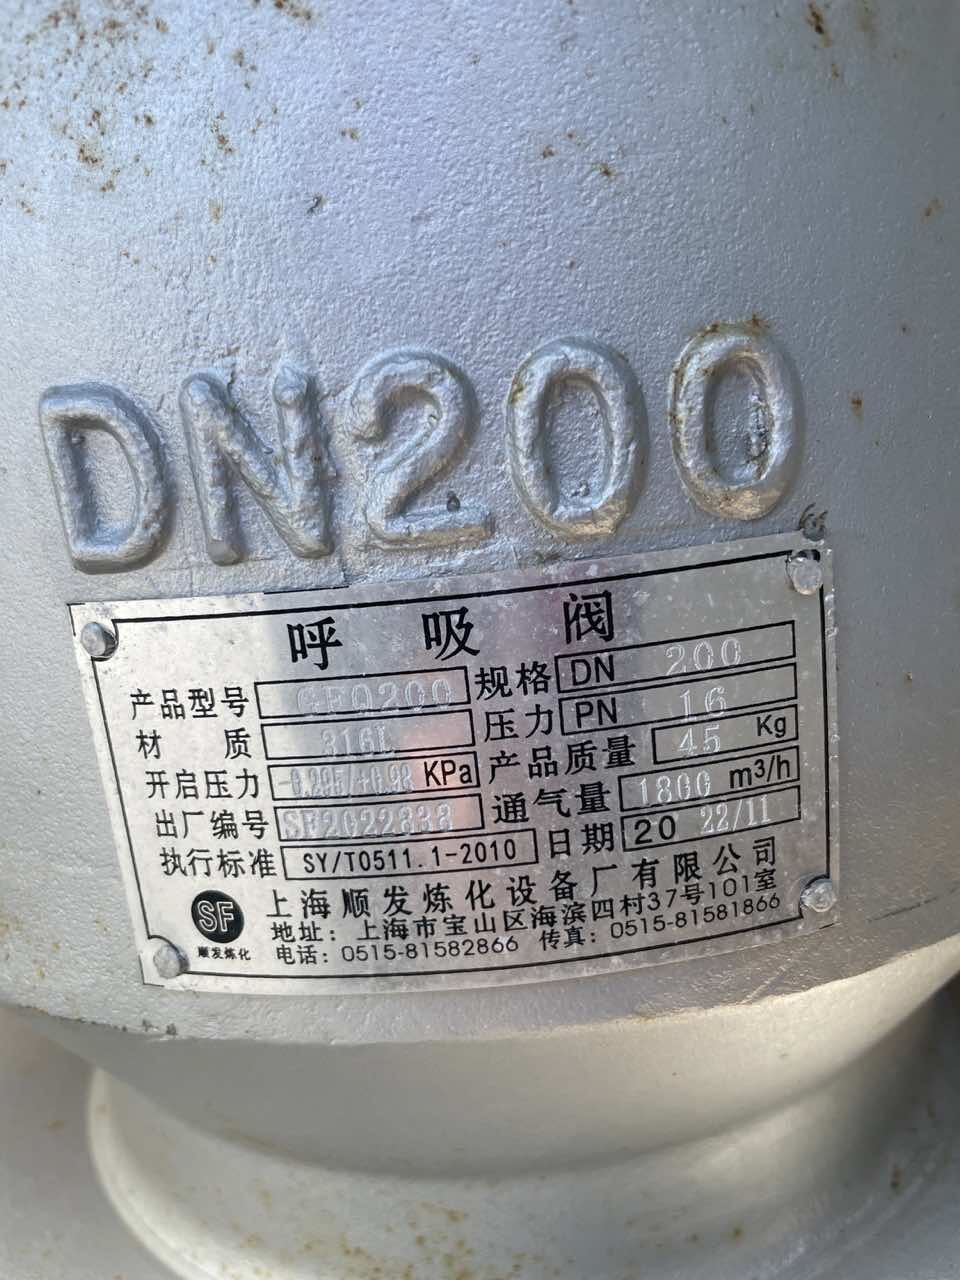 DN200
呼吸阀
产品型号 GFQ200 规格 DN 200
材质 316L 压力 PN 16
开启压力 -0.295/+0.98 KPa 产品质量 45 Kg
出厂编号 SF2022838 通气量 1800 m³/h
执行标准 SY/T0511.1-2010 日期 20 22/11
SF 上海顺发炼化设备厂有限公司
地址：上海市宝山区海滨四村37号101室
顺发炼化 电话：0515-81582866 传真：0515-81581866